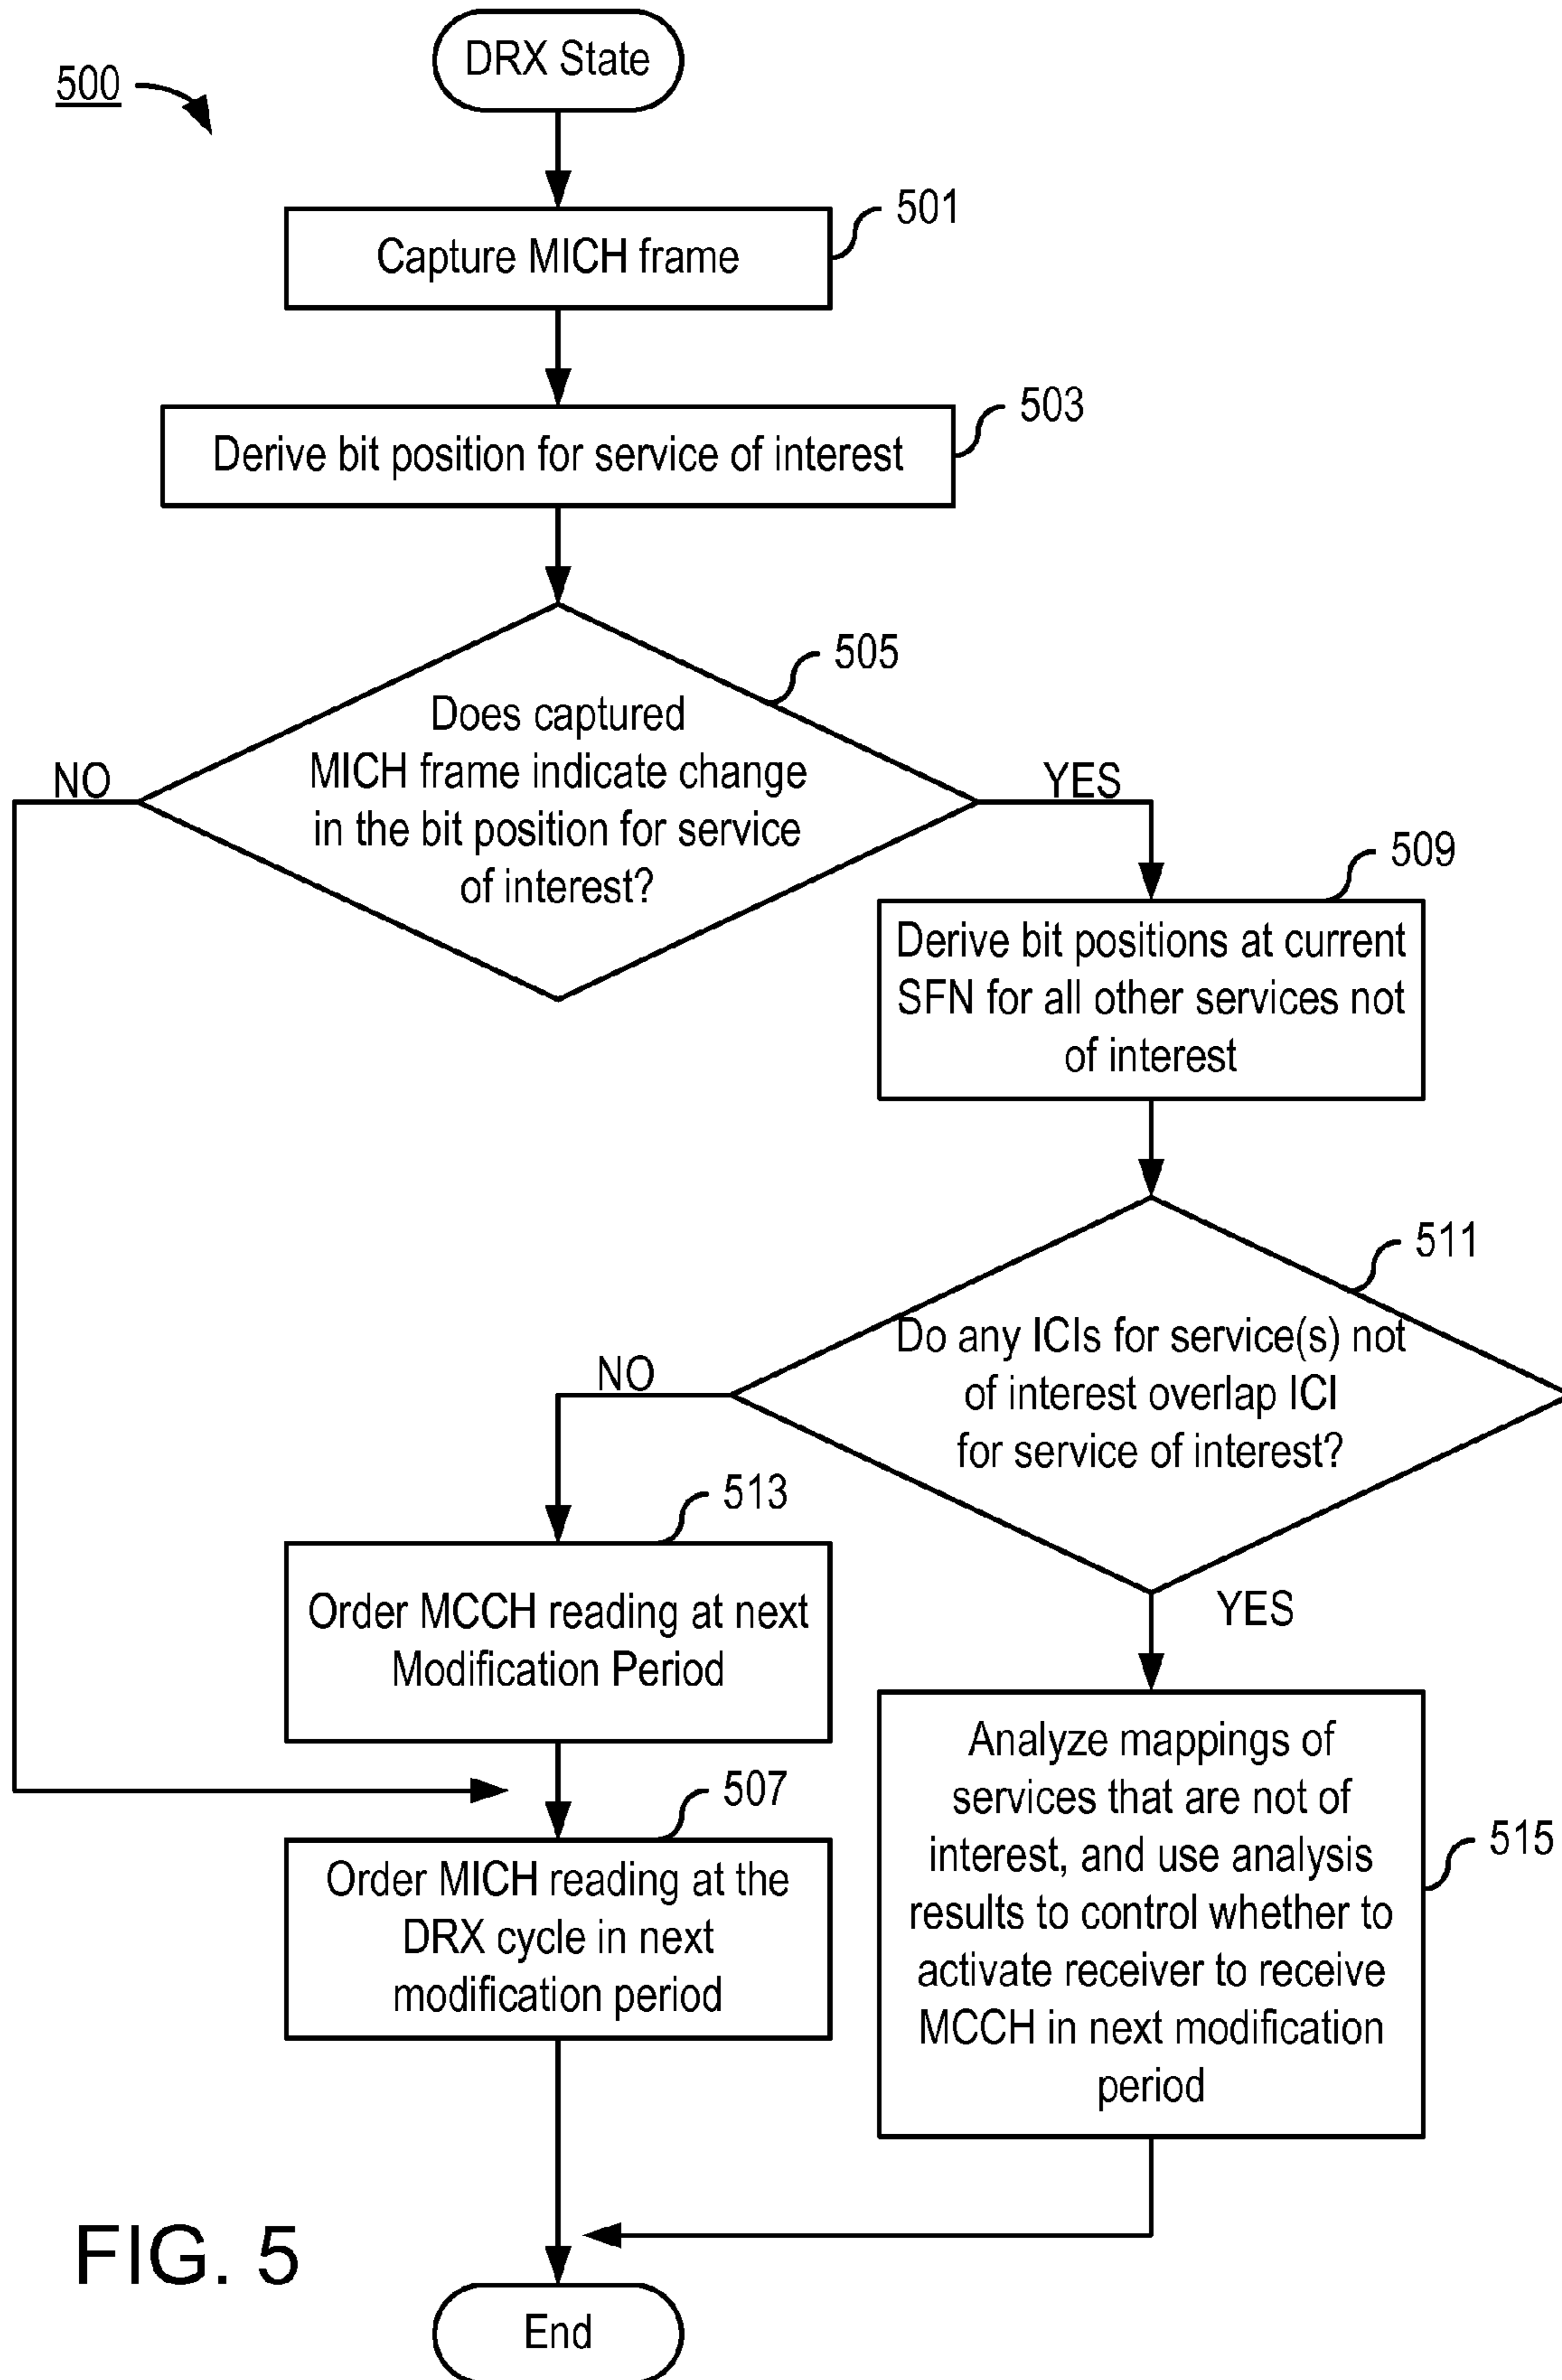 DRX State
500
501
Capture MICH frame
503
Derive bit position for service of interest
505
Does captured
MICH frame indicate change
in the bit position for service
of interest?
NO
YES
509
Derive bit positions at current
SFN for all other services not
of interest
511
Do any ICIs for service(s) not
of interest overlap ICI
for service of interest?
NO
YES
513
Order MCCH reading at next
Modification Period
507
Order MICH reading at the
DRX cycle in next
modification period
515
Analyze mappings of
services that are not of
interest, and use analysis
results to control whether to
activate receiver to receive
MCCH in next modification
period
FIG. 5
End